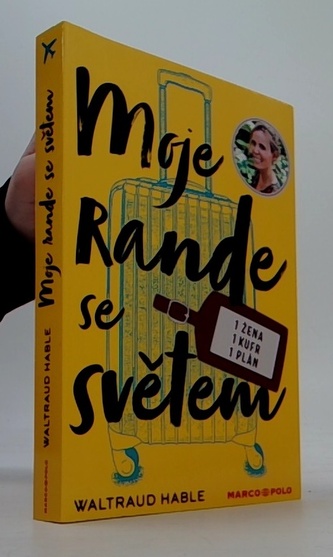 Moje
Rande
se
světem
1 ŽENA
1 KUFR
1 PLÁN
WALTRAUD HABLE
MARCO POLO
Moje rande se světem
WALTRAUD HABLE
MARCO POLO